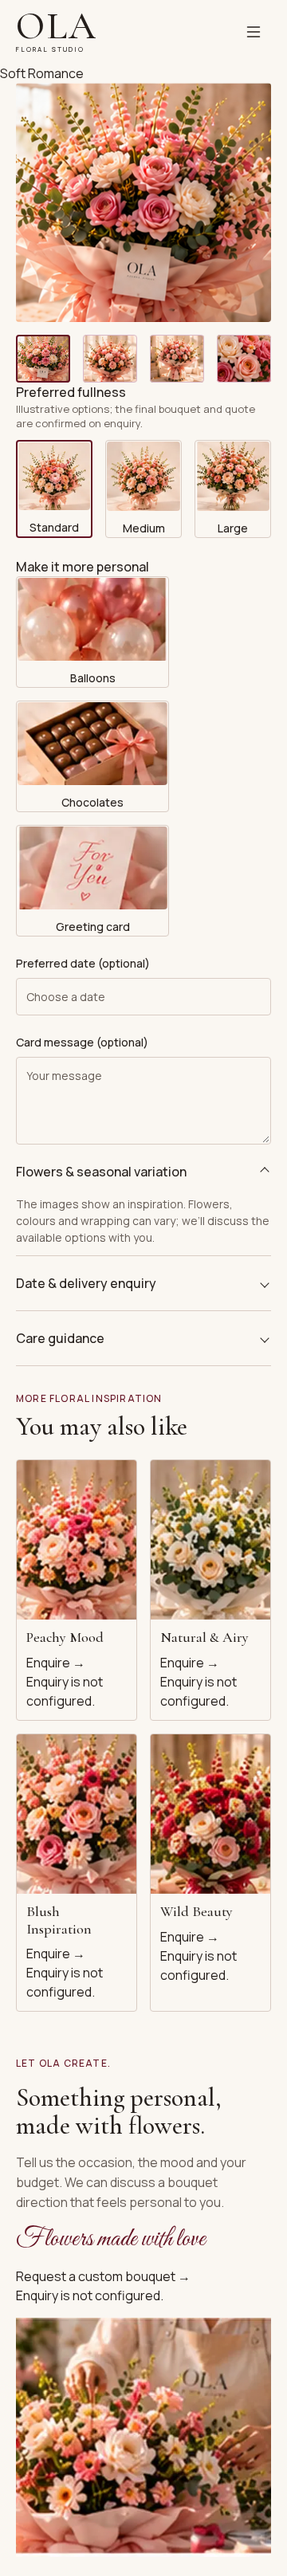 OLA
FLORAL STUDIO
Soft Romance
OLA
Preferred fullness
Illustrative options; the final bouquet and quote
are confirmed on enquiry.
Standard
Medium
Large
Make it more personal
Balloons
Chocolates
For
You
Greeting card
Preferred date (optional)
Choose a date
Card message (optional)
Your message
Flowers & seasonal variation
The images show an inspiration. Flowers,
colours and wrapping can vary; we'll discuss the
available options with you.
Date & delivery enquiry
Care guidance
MORE FLORAL INSPIRATION
You may also like
Peachy Mood
Enquire →
Enquiry is not
configured.
Natural & Airy
Enquire →
Enquiry is not
configured.
Blush
Inspiration
Enquire →
Enquiry is not
configured.
Wild Beauty
Enquire →
Enquiry is not
configured.
LET OLA CREATE.
Something personal,
made with flowers.
Tell us the occasion, the mood and your
budget. We can discuss a bouquet
direction that feels personal to you.
Flowers made with love
Request a custom bouquet →
Enquiry is not configured.
OLA